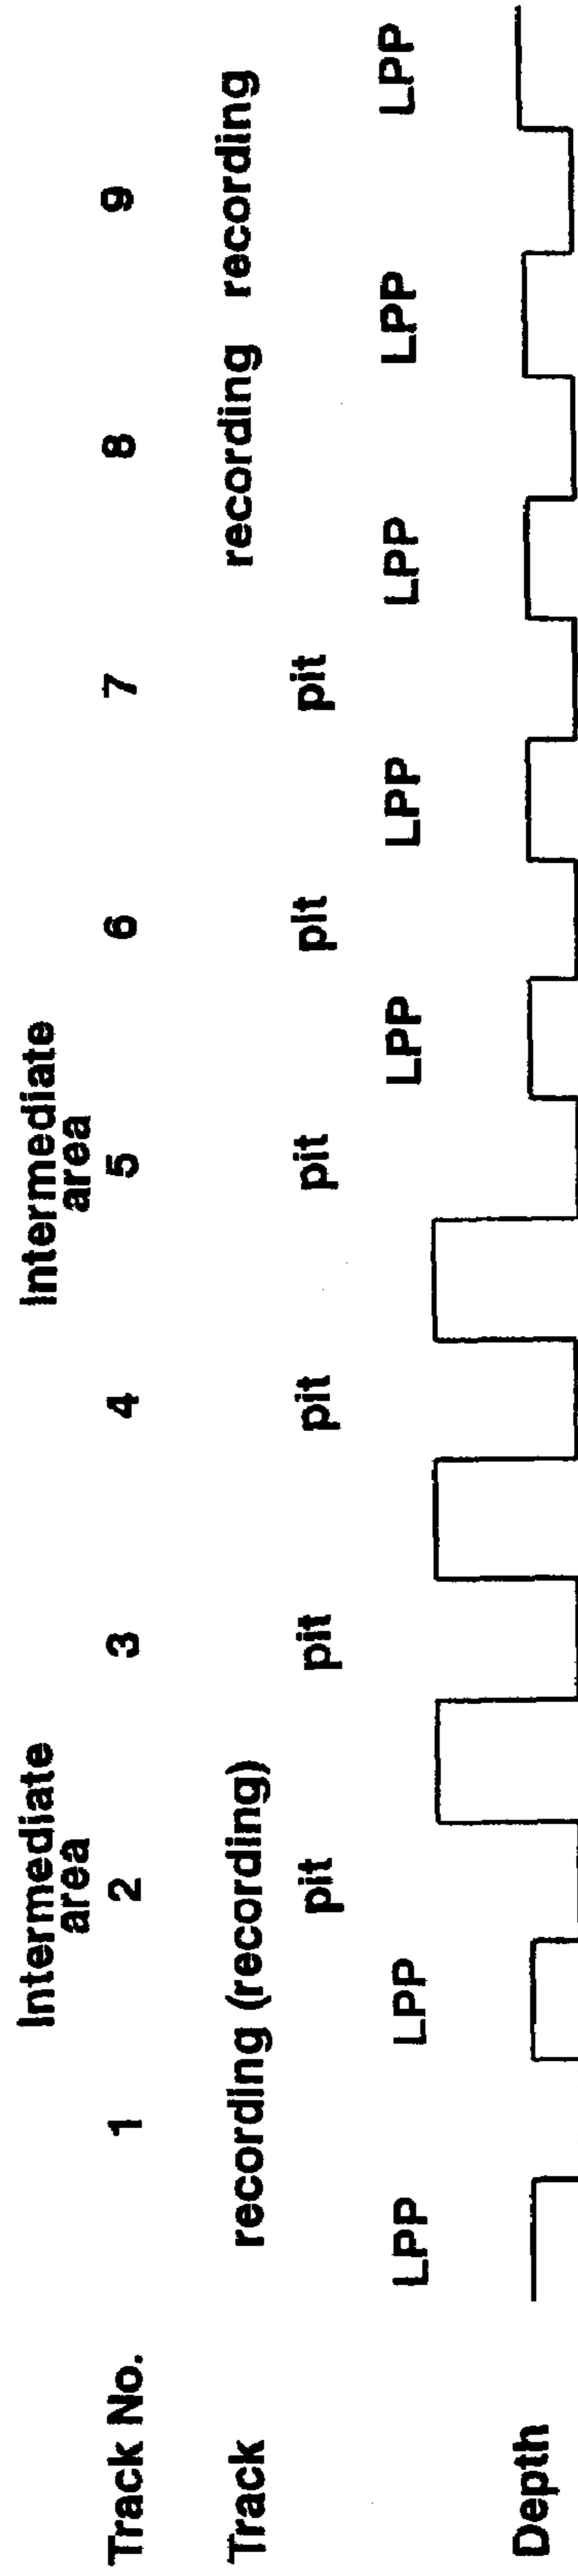 Intermediate Intermediate
area area
Track No. 1 2 3 4 5 6 7 8 9
Track recording (recording) recording recording
pit pit pit pit pit pit
LPP LPP LPP LPP LPP LPP LPP
Depth